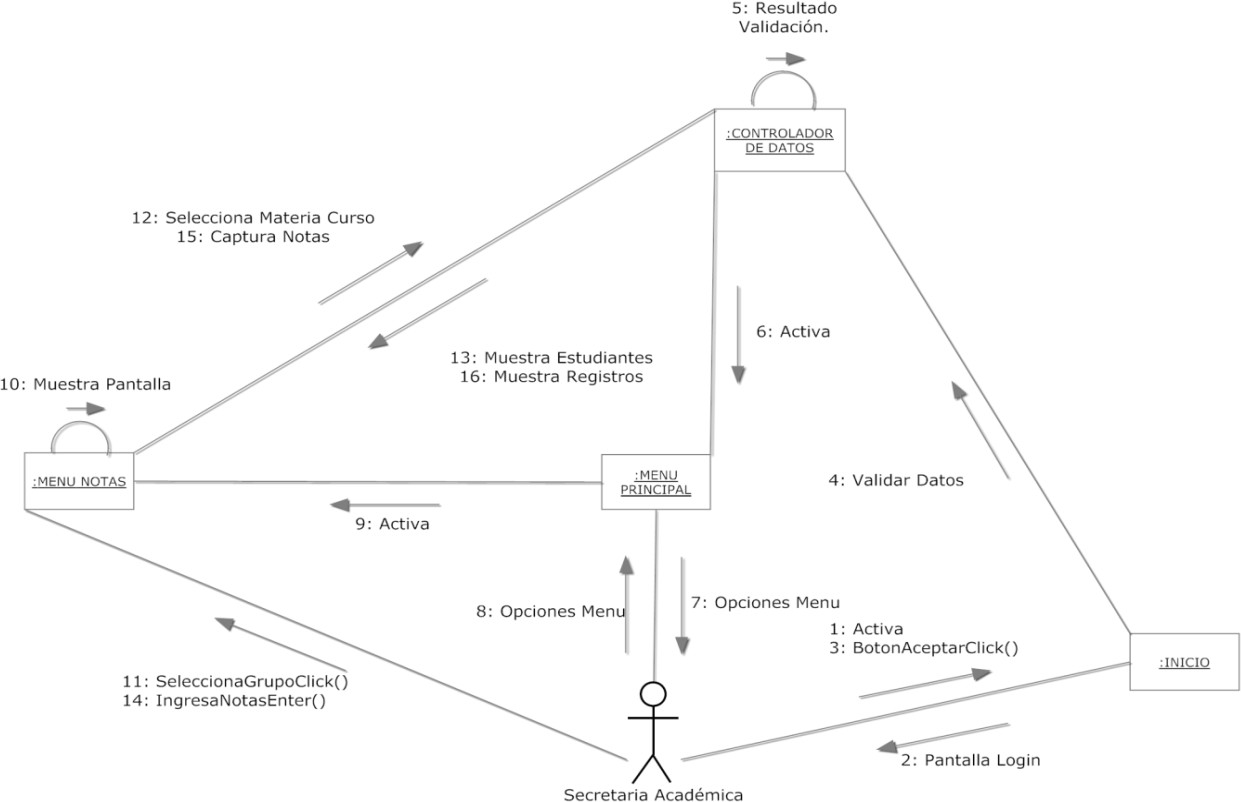 5: Resultado
Validación.
:CONTROLADOR
DE DATOS
12: Selecciona Materia Curso
15: Captura Notas
6: Activa
13: Muestra Estudiantes
16: Muestra Registros
10: Muestra Pantalla
:MENU NOTAS
:MENU
PRINCIPAL
4: Validar Datos
9: Activa
8: Opciones Menu
7: Opciones Menu
1: Activa
3: BotonAceptarClick()
:INICIO
11: SeleccionaGrupoClick()
14: IngresaNotasEnter()
2: Pantalla Login
Secretaria Académica